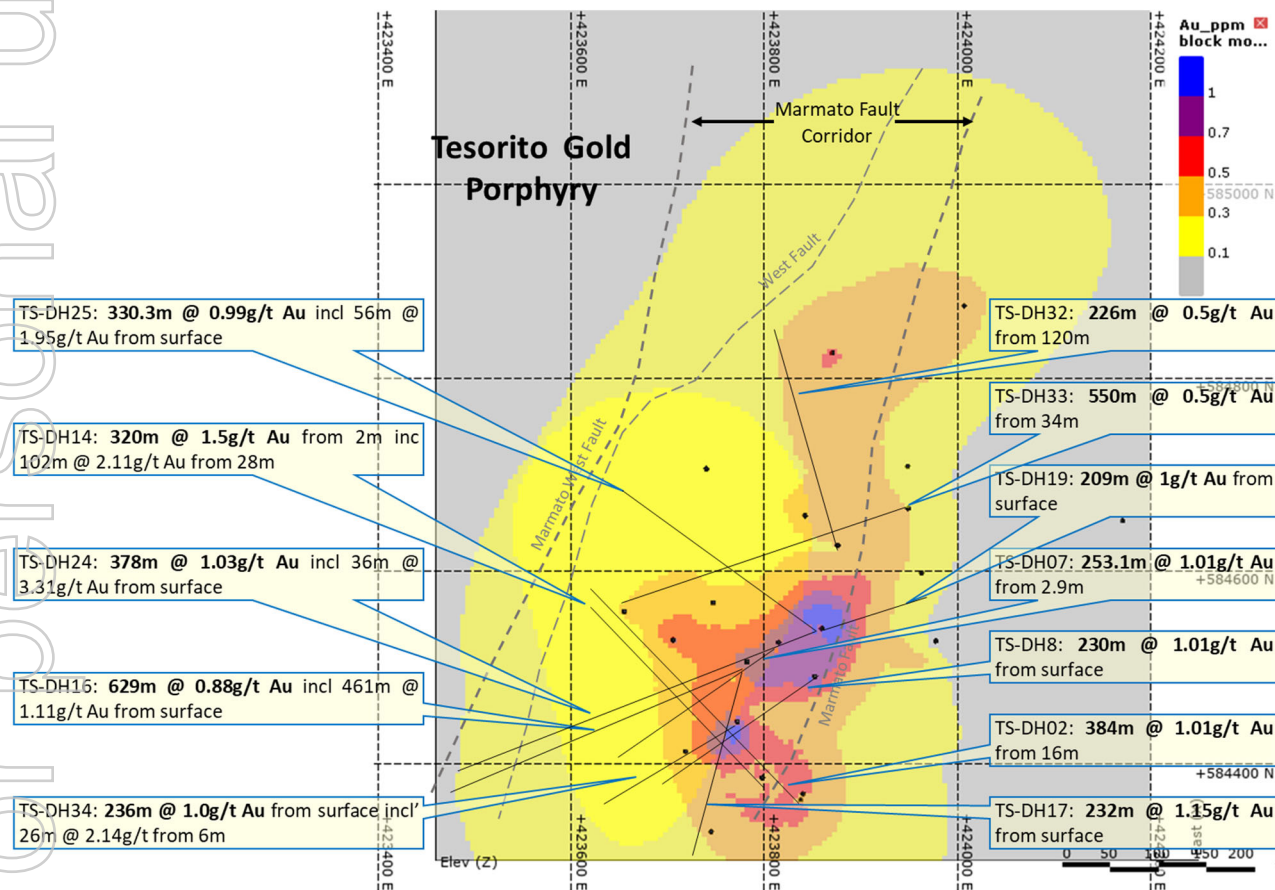 or personal u
+423400 E
+423600 E
+423800 E
+424000 E
+424200 E
Au_ppm
block mo...
1
0.7
0.5
0.3
0.1
Marmato Fault
Corridor
Tesorito Gold
Porphyry
585000 N
West Fault
TS-DH25: 330.3m @ 0.99g/t Au incl 56m @
1.95g/t Au from surface
TS-DH14: 320m @ 1.5g/t Au from 2m inc
102m @ 2.11g/t Au from 28m
TS-DH24: 378m @ 1.03g/t Au incl 36m @
3.31g/t Au from surface
TS-DH16: 629m @ 0.88g/t Au incl 461m @
1.11g/t Au from surface
TS-DH34: 236m @ 1.0g/t Au from surface incl'
26m @ 2.14g/t from 6m
Marmato West Fault
Marmato Fault
TS-DH32: 226m @ 0.5g/t Au
from 120m
+584800 N
TS-DH33: 550m @ 0.5g/t Au
from 34m
TS-DH19: 209m @ 1g/t Au from
surface
TS-DH07: 253.1m @ 1.01g/t Au
from 2.9m
+584600 N
TS-DH8: 230m @ 1.01g/t Au
from surface
TS-DH02: 384m @ 1.01g/t Au
from 16m
+584400 N
TS-DH17: 232m @ 1.15g/t Au
from surface
Elev (Z)
0 50 100 150 200
+423400 E
+423600 E
+423800 E
+424000 E